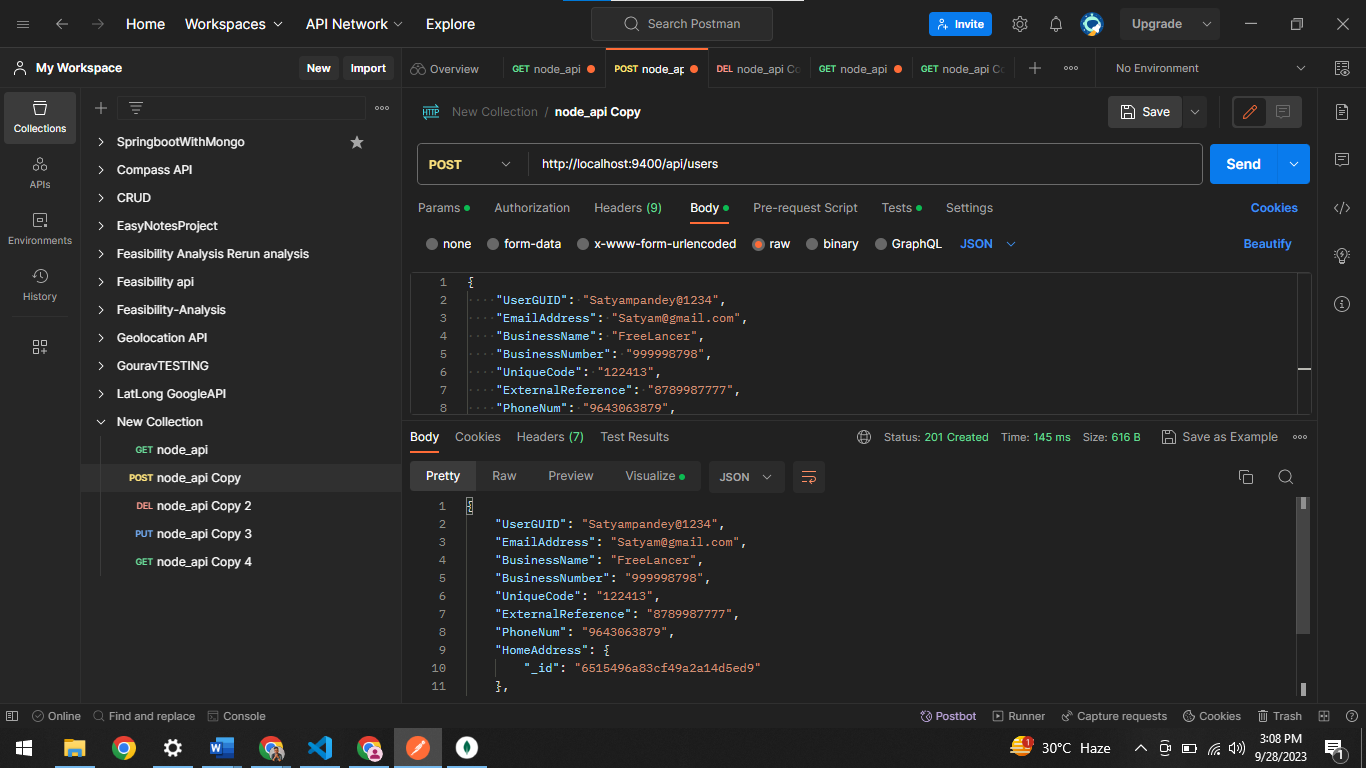 Home Workspaces API Network Explore Search Postman Invite Upgrade
My Workspace New Import Overview GET node_api POST node_ap DEL node_api Co GET node_api GET node_api Co No Environment
Collections
APIs
Environments
History
SpringbootWithMongo
Compass API
CRUD
EasyNotesProject
Feasibility Analysis Rerun analysis
Feasibility api
Feasibility-Analysis
Geolocation API
GouravTESTING
LatLong GoogleAPI
New Collection
GET node_api
POST node_api Copy
DEL node_api Copy 2
PUT node_api Copy 3
GET node_api Copy 4
HTTP New Collection / node_api Copy Save
POST http://localhost:9400/api/users Send
Params Authorization Headers (9) Body Pre-request Script Tests Settings Cookies
none form-data x-www-form-urlencoded raw binary GraphQL JSON Beautify
1 {
2 "UserGUID": "Satyampandey@1234",
3 "EmailAddress": "Satyam@gmail.com",
4 "BusinessName": "FreeLancer",
5 "BusinessNumber": "999998798",
6 "UniqueCode": "122413",
7 "ExternalReference": "8789987777",
8 "PhoneNum": "9643063879",
Body Cookies Headers (7) Test Results Status: 201 Created Time: 145 ms Size: 616 B Save as Example
Pretty Raw Preview Visualize JSON
1 {
2 "UserGUID": "Satyampandey@1234",
3 "EmailAddress": "Satyam@gmail.com",
4 "BusinessName": "FreeLancer",
5 "BusinessNumber": "999998798",
6 "UniqueCode": "122413",
7 "ExternalReference": "8789987777",
8 "PhoneNum": "9643063879",
9 "HomeAddress": {
10 "_id": "6515496a83cf49a2a14d5ed9"
11 },
Online Find and replace Console Postbot Runner Capture requests Cookies Trash
1 30°C Haze 3:08 PM
9/28/2023 1